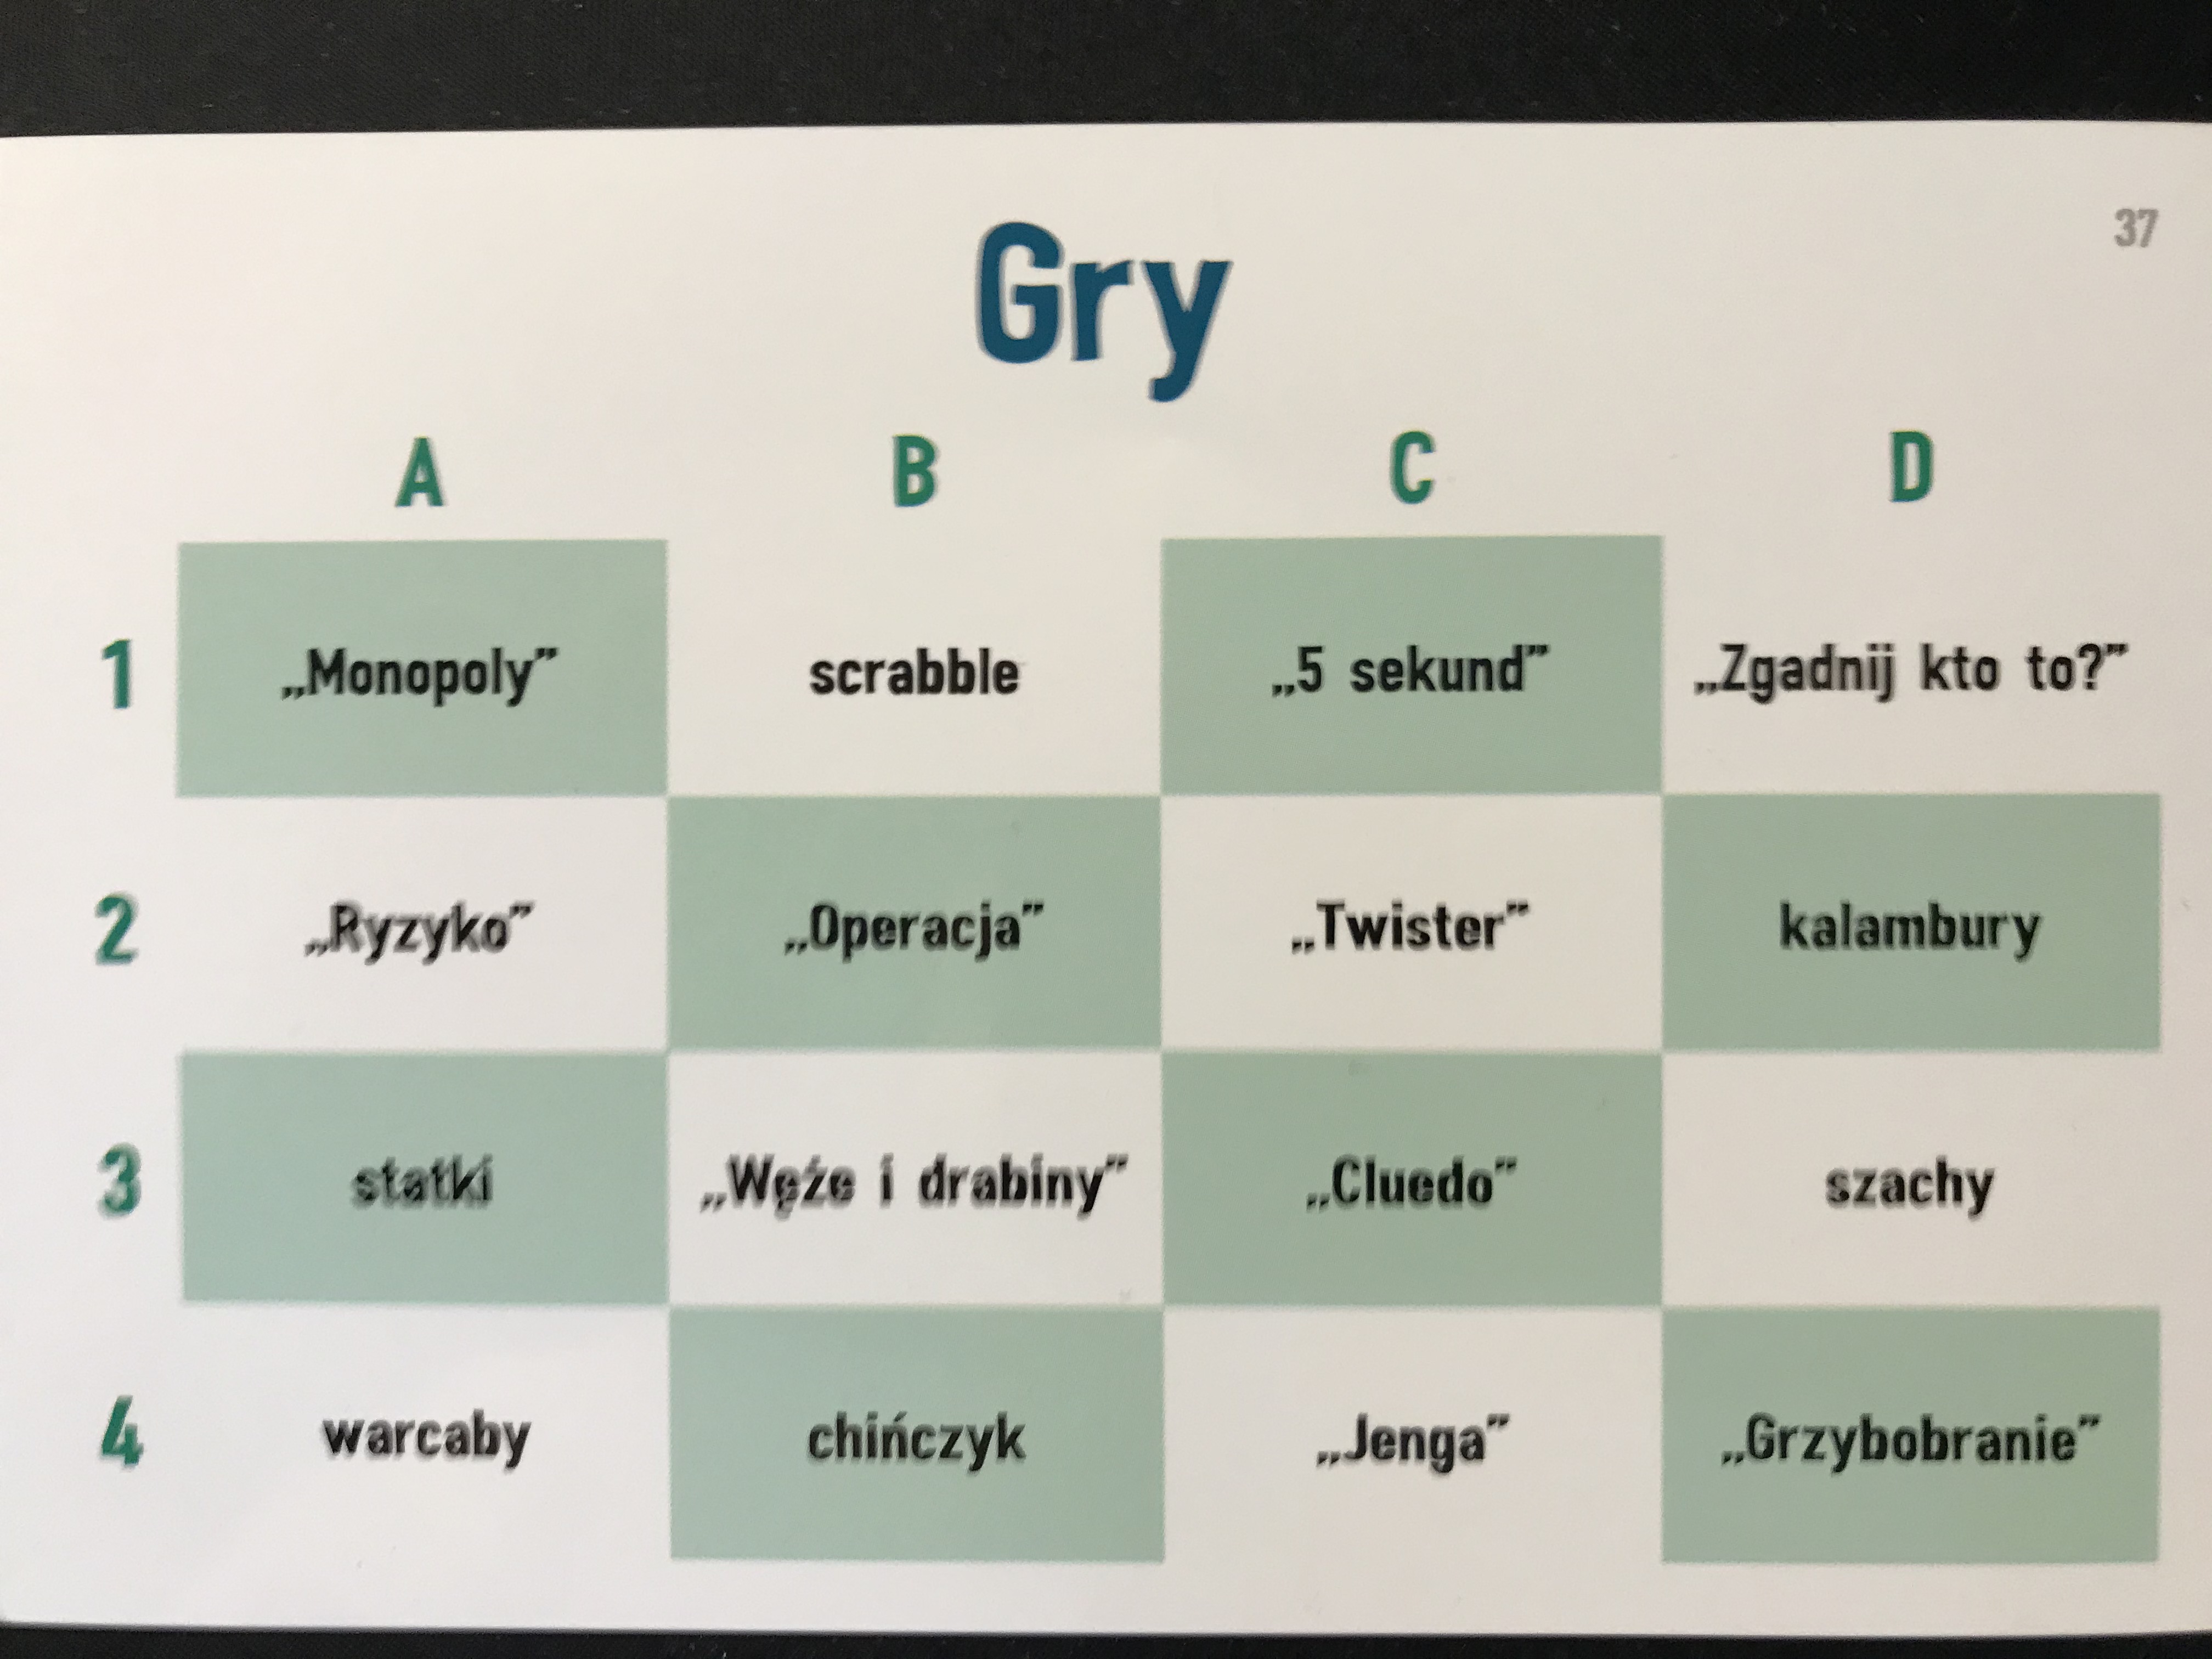 37
Gry
A B C D
1 „Monopoly” scrabble „5 sekund” „Zgadnij kto to?”
2 „Ryzyko” „Operacja” „Twister” kalambury
3 statki „Węże i drabiny” „Cluedo” szachy
4 warcaby chińczyk „Jenga” „Grzybobranie”